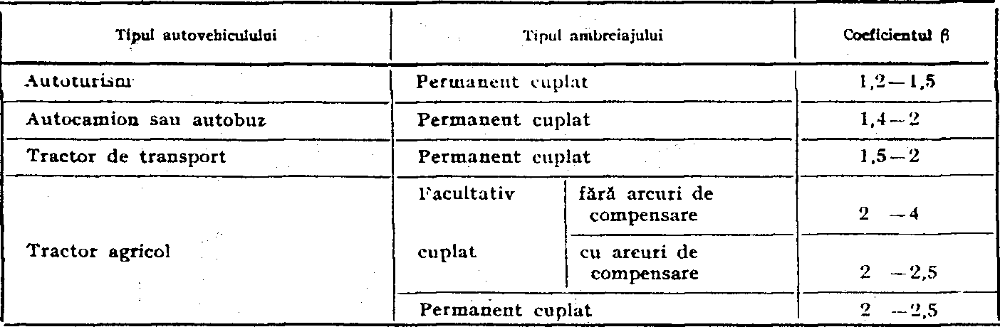 Tipul autovehiculului Tipul ambreiajului Coeficientul β
Autoturism Permanent cuplat 1,2—1,5
Autocamion sau autobuz Permanent cuplat 1,4—2
Tractor de transport Permanent cuplat 1,5—2
Facultativ fără arcuri de
compensare 2 —4
Tractor agricol cuplat cu arcuri de
compensare 2 —2,5
Permanent cuplat 2 —2,5